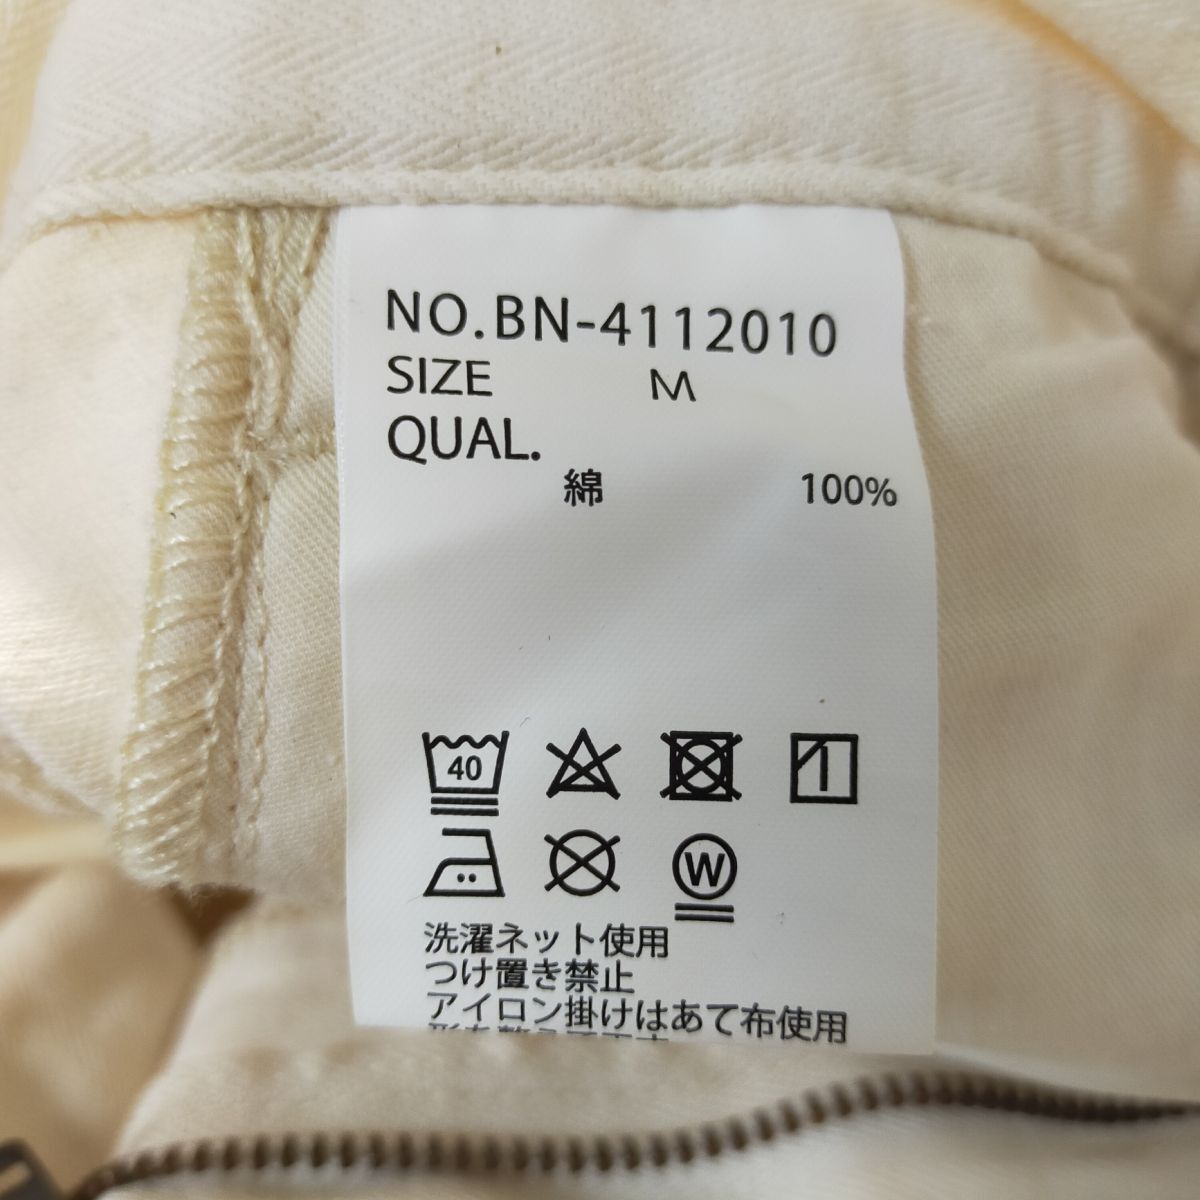 NO.BN-4112010
SIZE M
QUAL.
綿 100%
40
W
洗濯ネット使用
つけ置き禁止
アイロン掛けはあて布使用